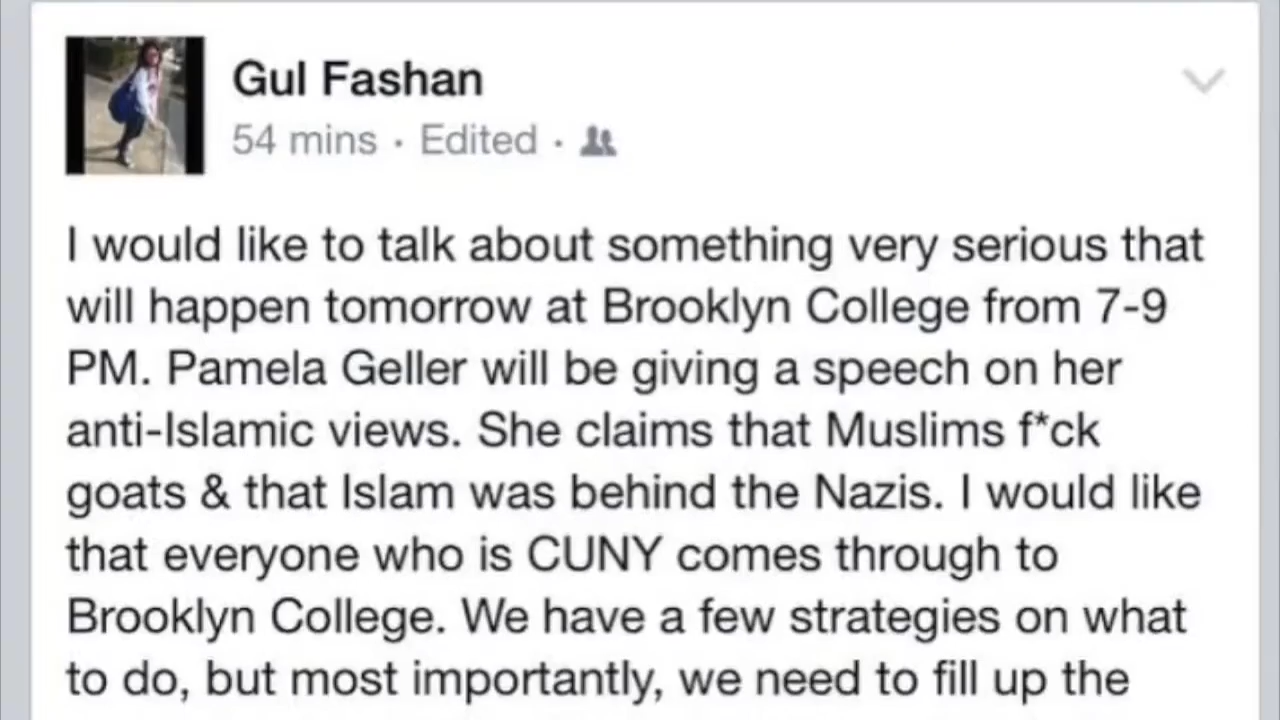 Gul Fashan
54 mins · Edited ·
I would like to talk about something very serious that
will happen tomorrow at Brooklyn College from 7-9
PM. Pamela Geller will be giving a speech on her
anti-Islamic views. She claims that Muslims f*ck
goats & that Islam was behind the Nazis. I would like
that everyone who is CUNY comes through to
Brooklyn College. We have a few strategies on what
to do, but most importantly, we need to fill up the